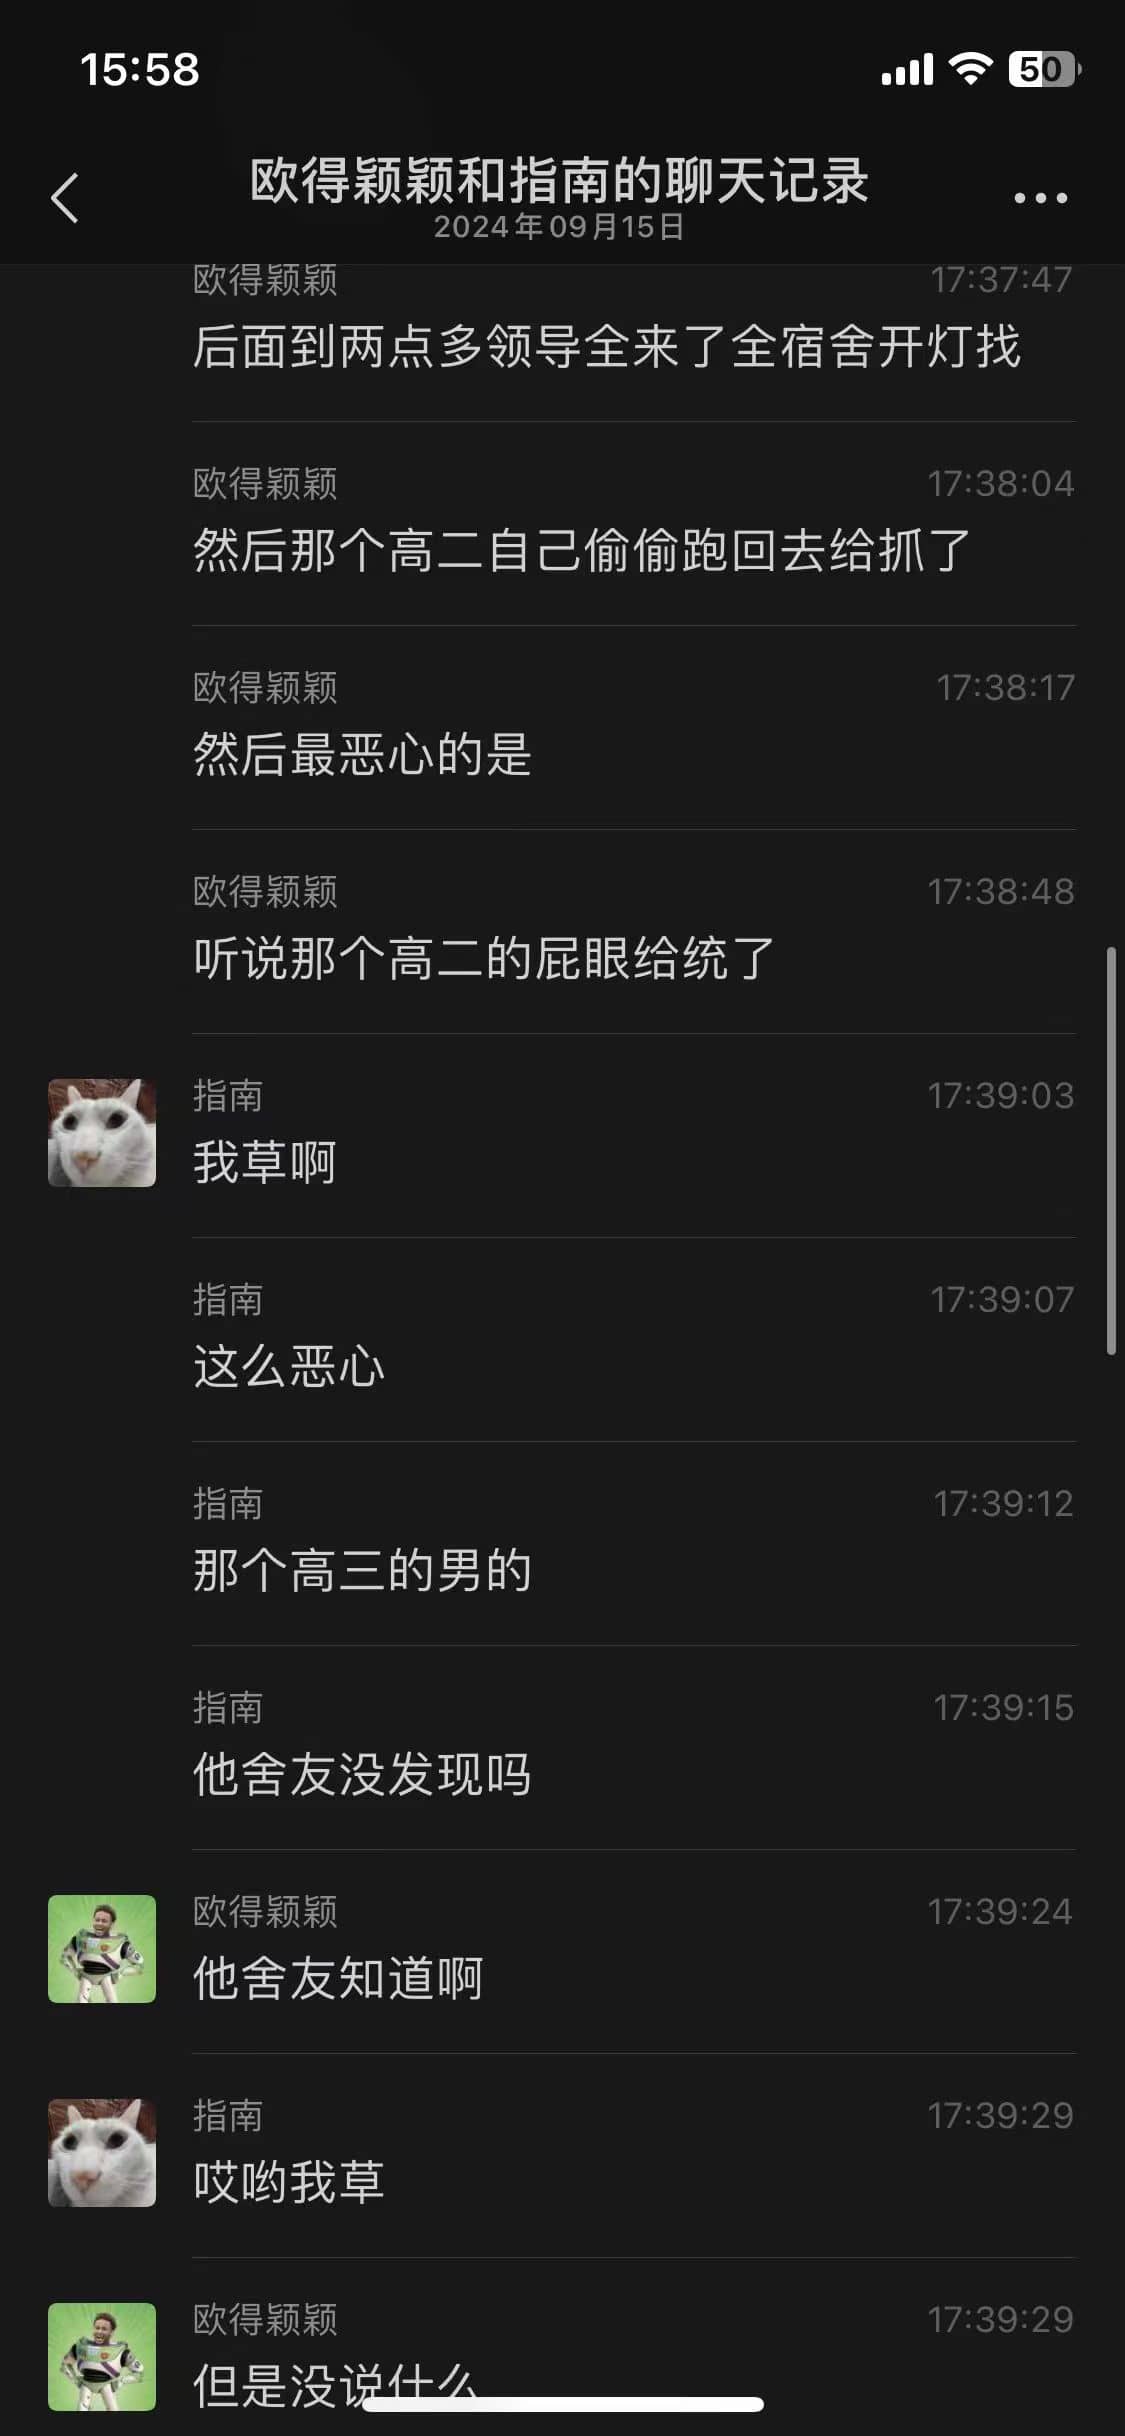 15:58
50
欧得颖颖和指南的聊天记录
2024年09月15日
欧得颖颖 17:37:47
后面到两点多领导全来了全宿舍开灯找
欧得颖颖 17:38:04
然后那个高二自己偷偷跑回去给抓了
欧得颖颖 17:38:17
然后最恶心的是
欧得颖颖 17:38:48
听说那个高二的屁眼给统了
指南 17:39:03
我草啊
指南 17:39:07
这么恶心
指南 17:39:12
那个高三的男的
指南 17:39:15
他舍友没发现吗
欧得颖颖 17:39:24
他舍友知道啊
指南 17:39:29
哎哟我草
欧得颖颖 17:39:29
但是没说什么